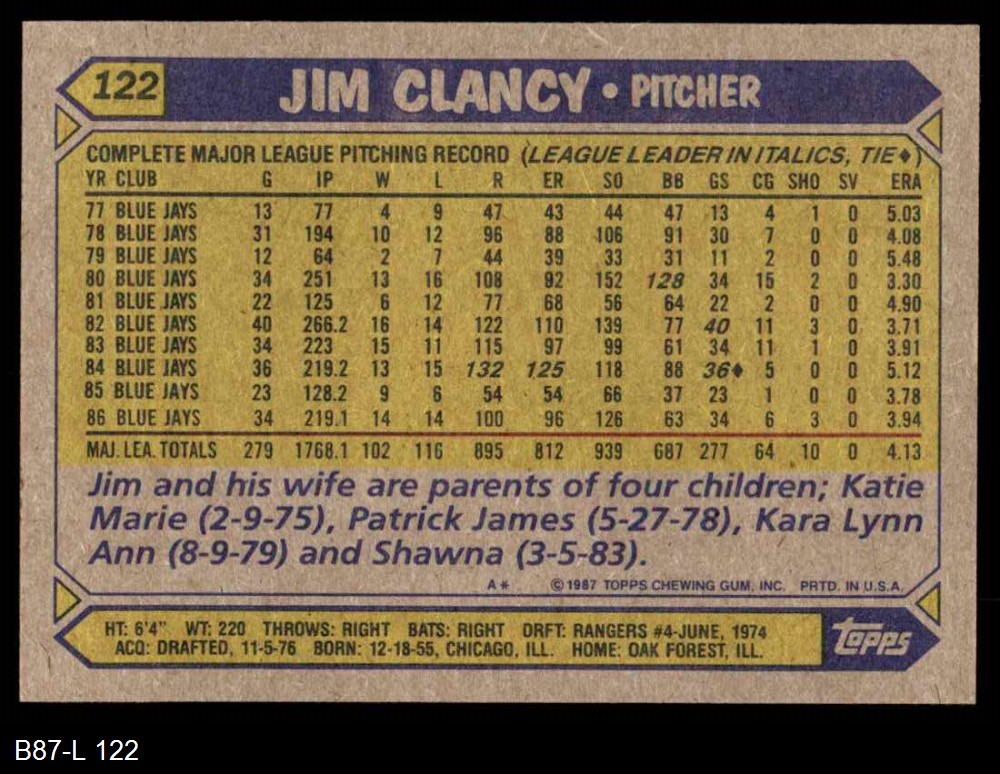 122 JIM CLANCY • PITCHER
COMPLETE MAJOR LEAGUE PITCHING RECORD (LEAGUE LEADER IN ITALICS, TIE♦)
YR CLUB G IP W L R ER SO BB GS CG SHO SV ERA
77 BLUE JAYS 13 77 4 9 47 43 44 47 13 4 1 0 5.03
78 BLUE JAYS 31 194 10 12 96 88 106 91 30 7 0 0 4.08
79 BLUE JAYS 12 64 2 7 44 39 33 31 11 2 0 0 5.48
80 BLUE JAYS 34 251 13 16 108 92 152 128 34 15 2 0 3.30
81 BLUE JAYS 22 125 6 12 77 68 56 64 22 2 0 0 4.90
82 BLUE JAYS 40 266.2 16 14 122 110 139 77 40 11 3 0 3.71
83 BLUE JAYS 34 223 15 11 115 97 99 61 34 11 1 0 3.91
84 BLUE JAYS 36 219.2 13 15 132 125 118 88 36♦ 5 0 0 5.12
85 BLUE JAYS 23 128.2 9 6 54 54 66 37 23 1 0 0 3.78
86 BLUE JAYS 34 219.1 14 14 100 96 126 63 34 6 3 0 3.94
MAJ. LEA. TOTALS 279 1768.1 102 116 895 812 939 687 277 64 10 0 4.13
Jim and his wife are parents of four children; Katie
Marie (2-9-75), Patrick James (5-27-78), Kara Lynn
Ann (8-9-79) and Shawna (3-5-83).
A* ©1987 TOPPS CHEWING GUM, INC. PRTD. IN U.S.A.
HT: 6'4" WT: 220 THROWS: RIGHT BATS: RIGHT DRFT: RANGERS #4-JUNE, 1974
ACQ: DRAFTED, 11-5-76 BORN: 12-18-55, CHICAGO, ILL. HOME: OAK FOREST, ILL.
topps
B87-L 122